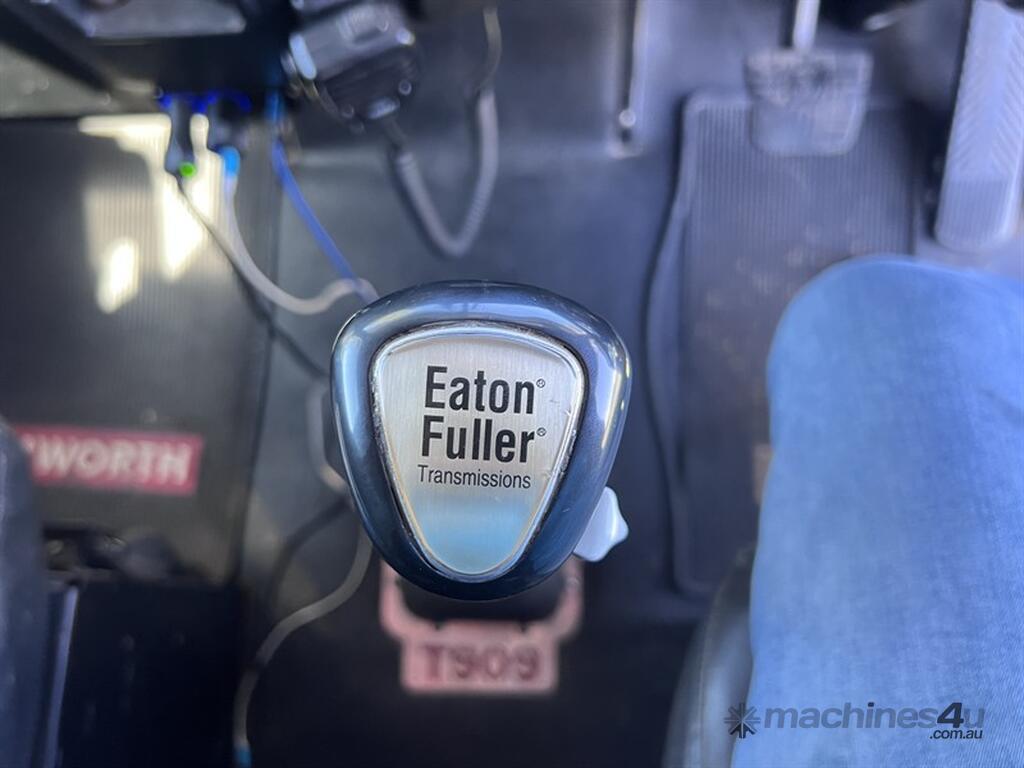 Eaton®
Fuller®
Transmissions
WORTH
T909
machines4u
.com.au